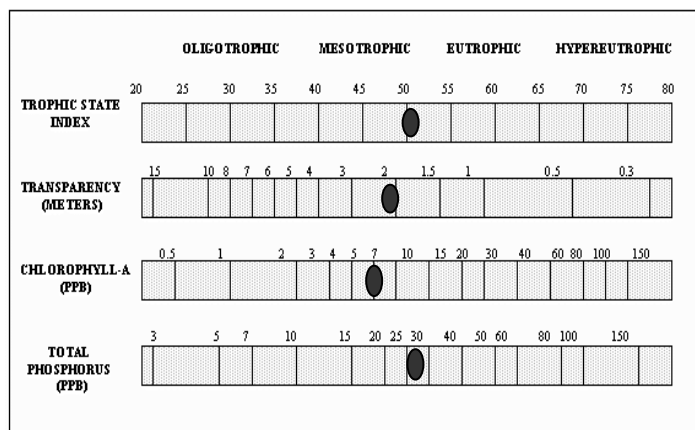 OLIGOTROPHIC MESOTROPHIC EUTROPHIC HYPEREUTROPHIC
20 25 30 35 40 45 50 55 60 65 70 75 80
TROPHIC STATE
INDEX
15 10 8 7 6 5 4 3 2 1.5 1 0.5 0.3
TRANSPARENCY
(METERS)
0.5 1 2 3 4 5 7 10 15 20 30 40 60 80 100 150
CHLOROPHYLL-A
(PPB)
3 5 7 10 15 20 25 30 40 50 60 80 100 150
TOTAL
PHOSPHORUS
(PPB)